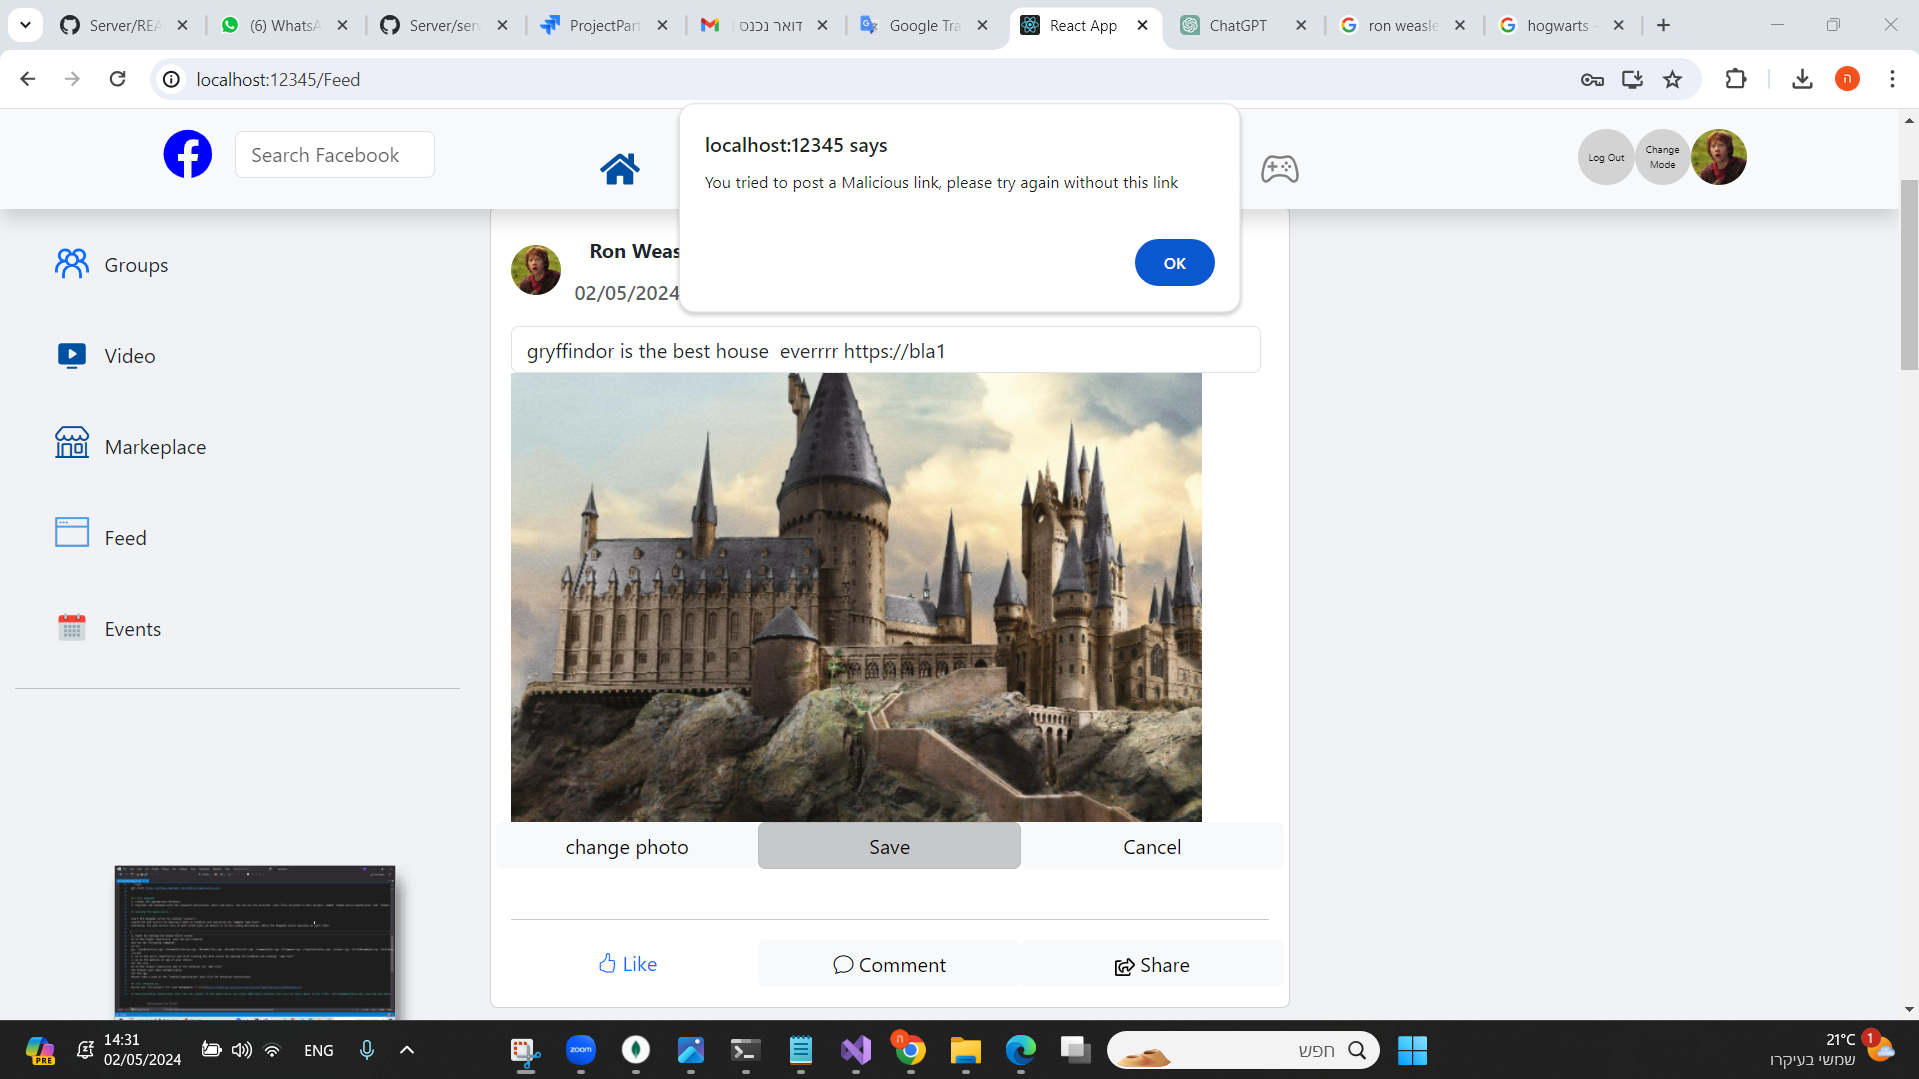 Server/REA
(6) WhatsA
Server/serv
ProjectPart
דואר נכנס
Google Tra
React App
ChatGPT
ron weasle
hogwarts -
localhost:12345/Feed
ה
Search Facebook
localhost:12345 says
You tried to post a Malicious link, please try again without this link
OK
Log Out
Change
Mode
Groups
Video
Markeplace
Feed
Events
Ron Weas
02/05/2024
gryffindor is the best house  everrrr https://bla1
change photo
Save
Cancel
Like
Comment
Share
PRE
14:31
02/05/2024
ENG
zoom
ה
חפש
21°C
שמשי בעיקרו
1